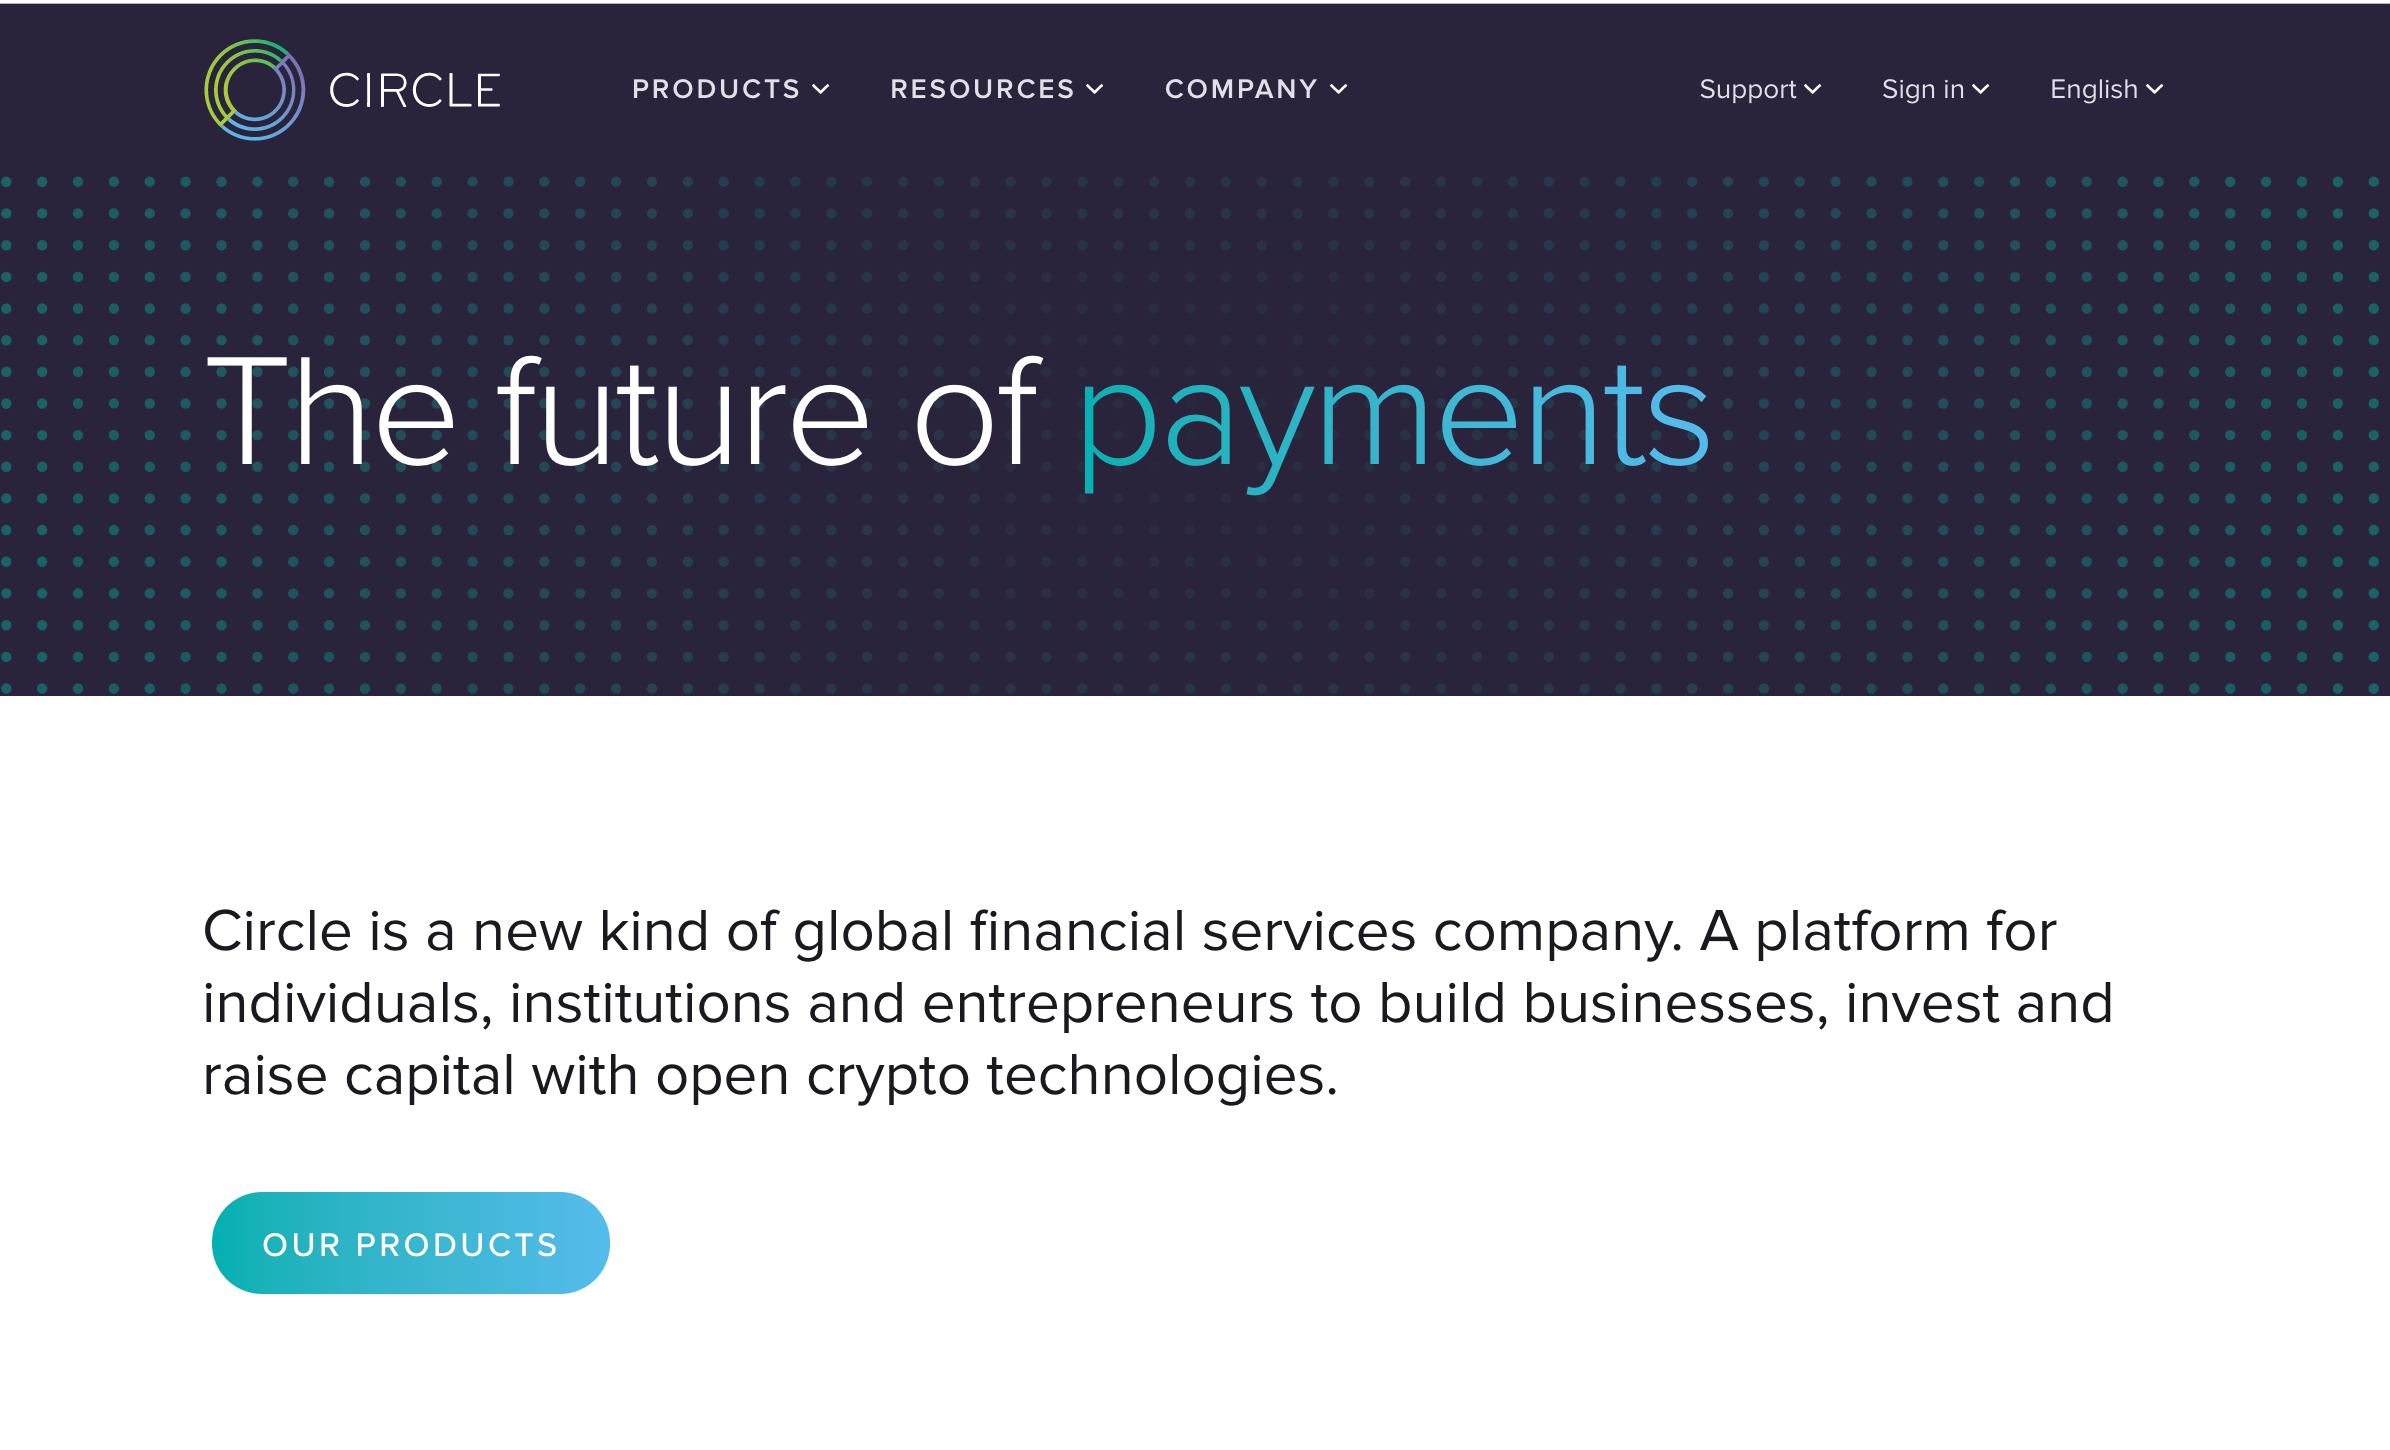 CIRCLE
PRODUCTS
RESOURCES
COMPANY
Support
Sign in
English
The future of payments
Circle is a new kind of global financial services company. A platform for
individuals, institutions and entrepreneurs to build businesses, invest and
raise capital with open crypto technologies.
OUR PRODUCTS